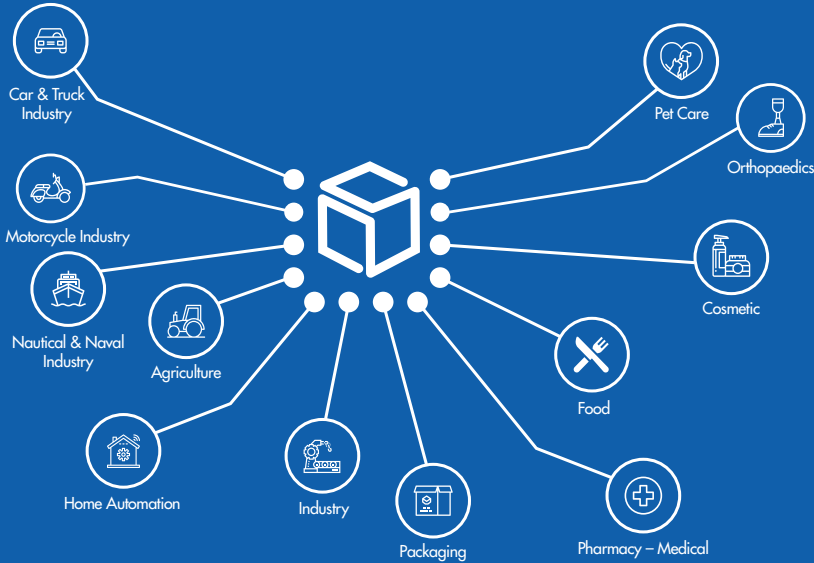 Car & Truck
Industry
Pet Care
Orthopaedics
Motorcycle Industry
Cosmetic
Nautical & Naval
Industry
Agriculture
Food
Home Automation
Industry
Packaging
Pharmacy – Medical